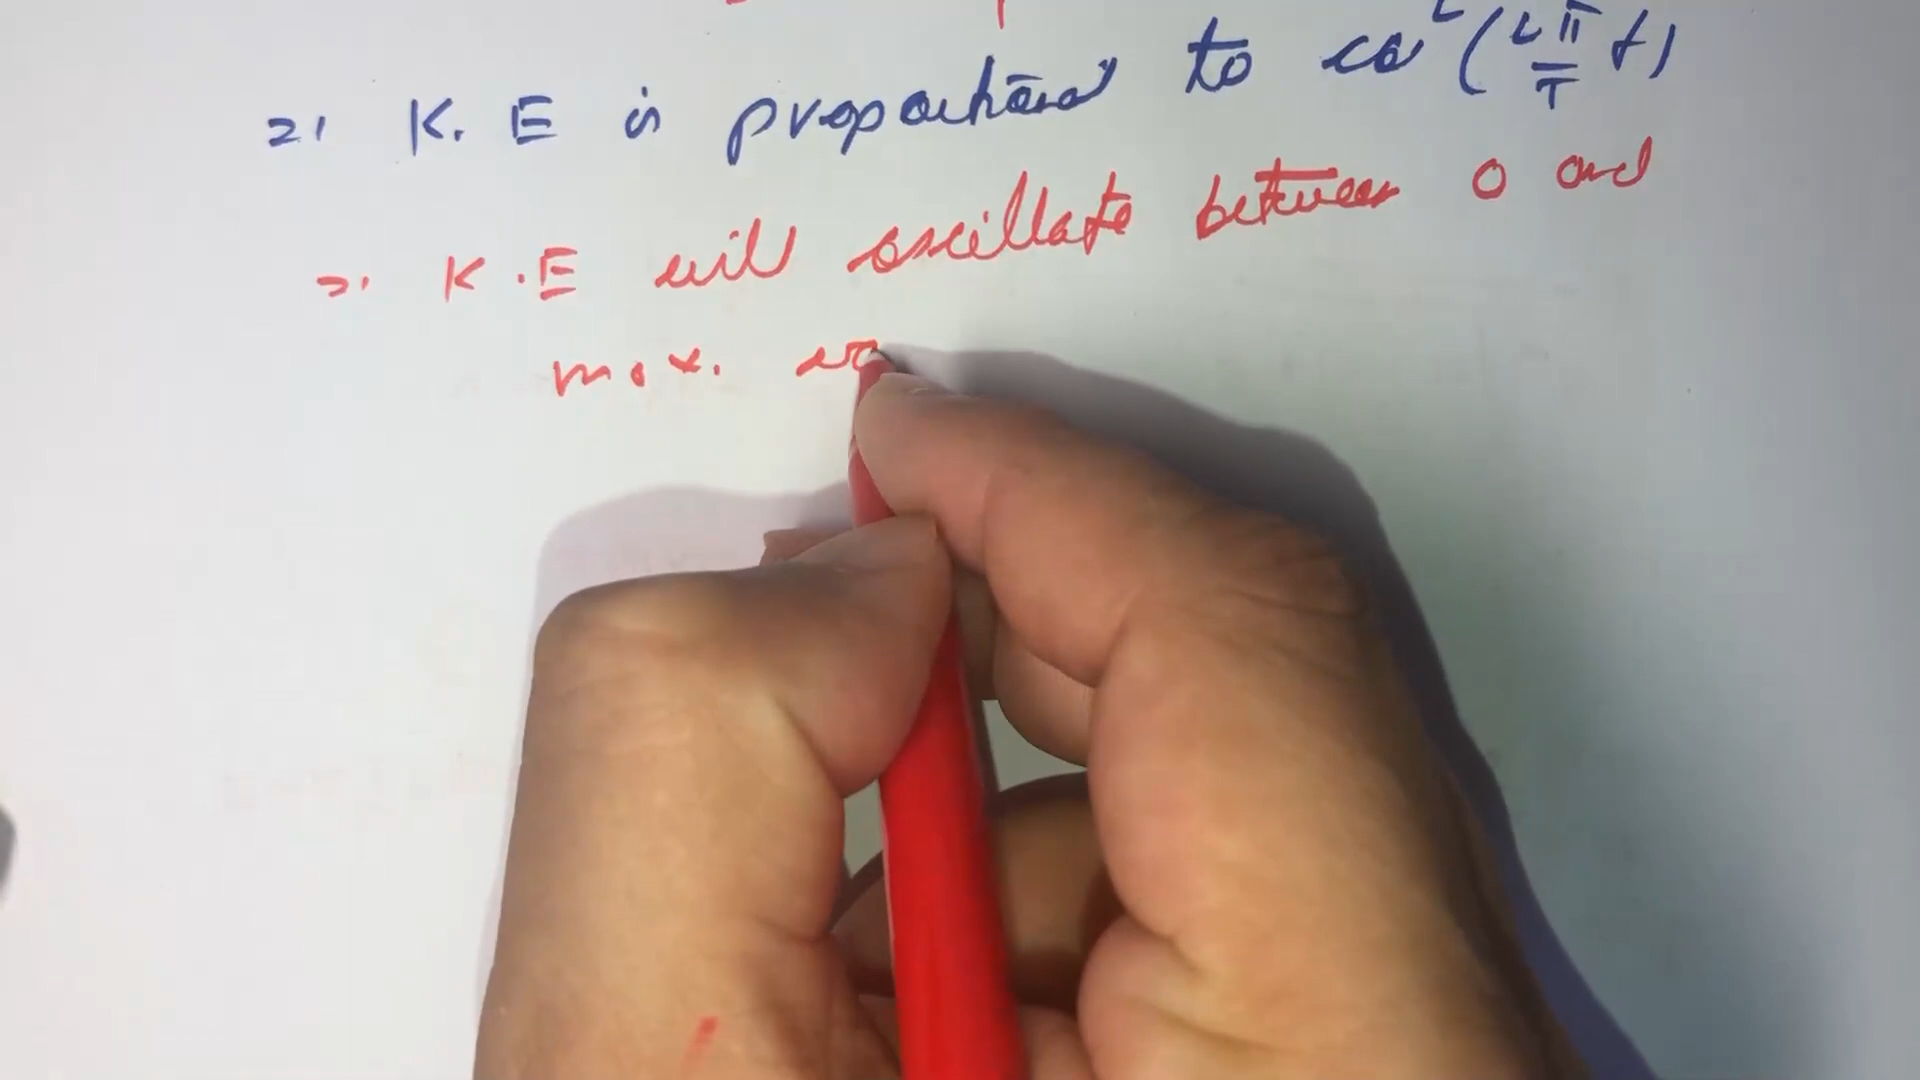 =) K. E is proportional to cos²(2π/T t)
=) K.E will oscillate between 0 and
max.